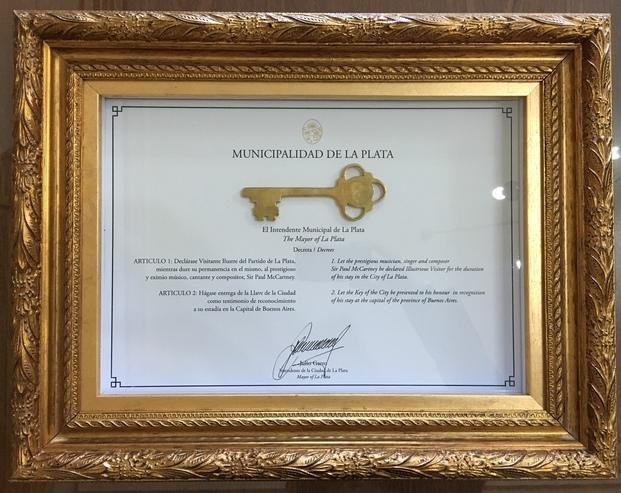 MUNICIPALIDAD DE LA PLATA
El Intendente Municipal de La Plata
The Mayor of La Plata
Decreta / Decrees
ARTICULO 1: Declárase Visitante Ilustre del Partido de La Plata,
mientras dure su permanencia en el mismo, al prestigioso
y eximio músico, cantante y compositor, Sir Paul McCartney.
1. Let the prestigious musician, singer and composer
Sir Paul McCartney be declared Illustrious Visitor for the duration
of his stay in the City of La Plata.
ARTICULO 2: Hágase entrega de la Llave de la Ciudad
como testimonio de reconocimiento
a su estadía en la Capital de Buenos Aires.
2. Let the Key of the City be presented to his honour in recognition
of his stay at the capital of the province of Buenos Aires.
Julio Garro
Intendente de la Ciudad de La Plata
Mayor of La Plata